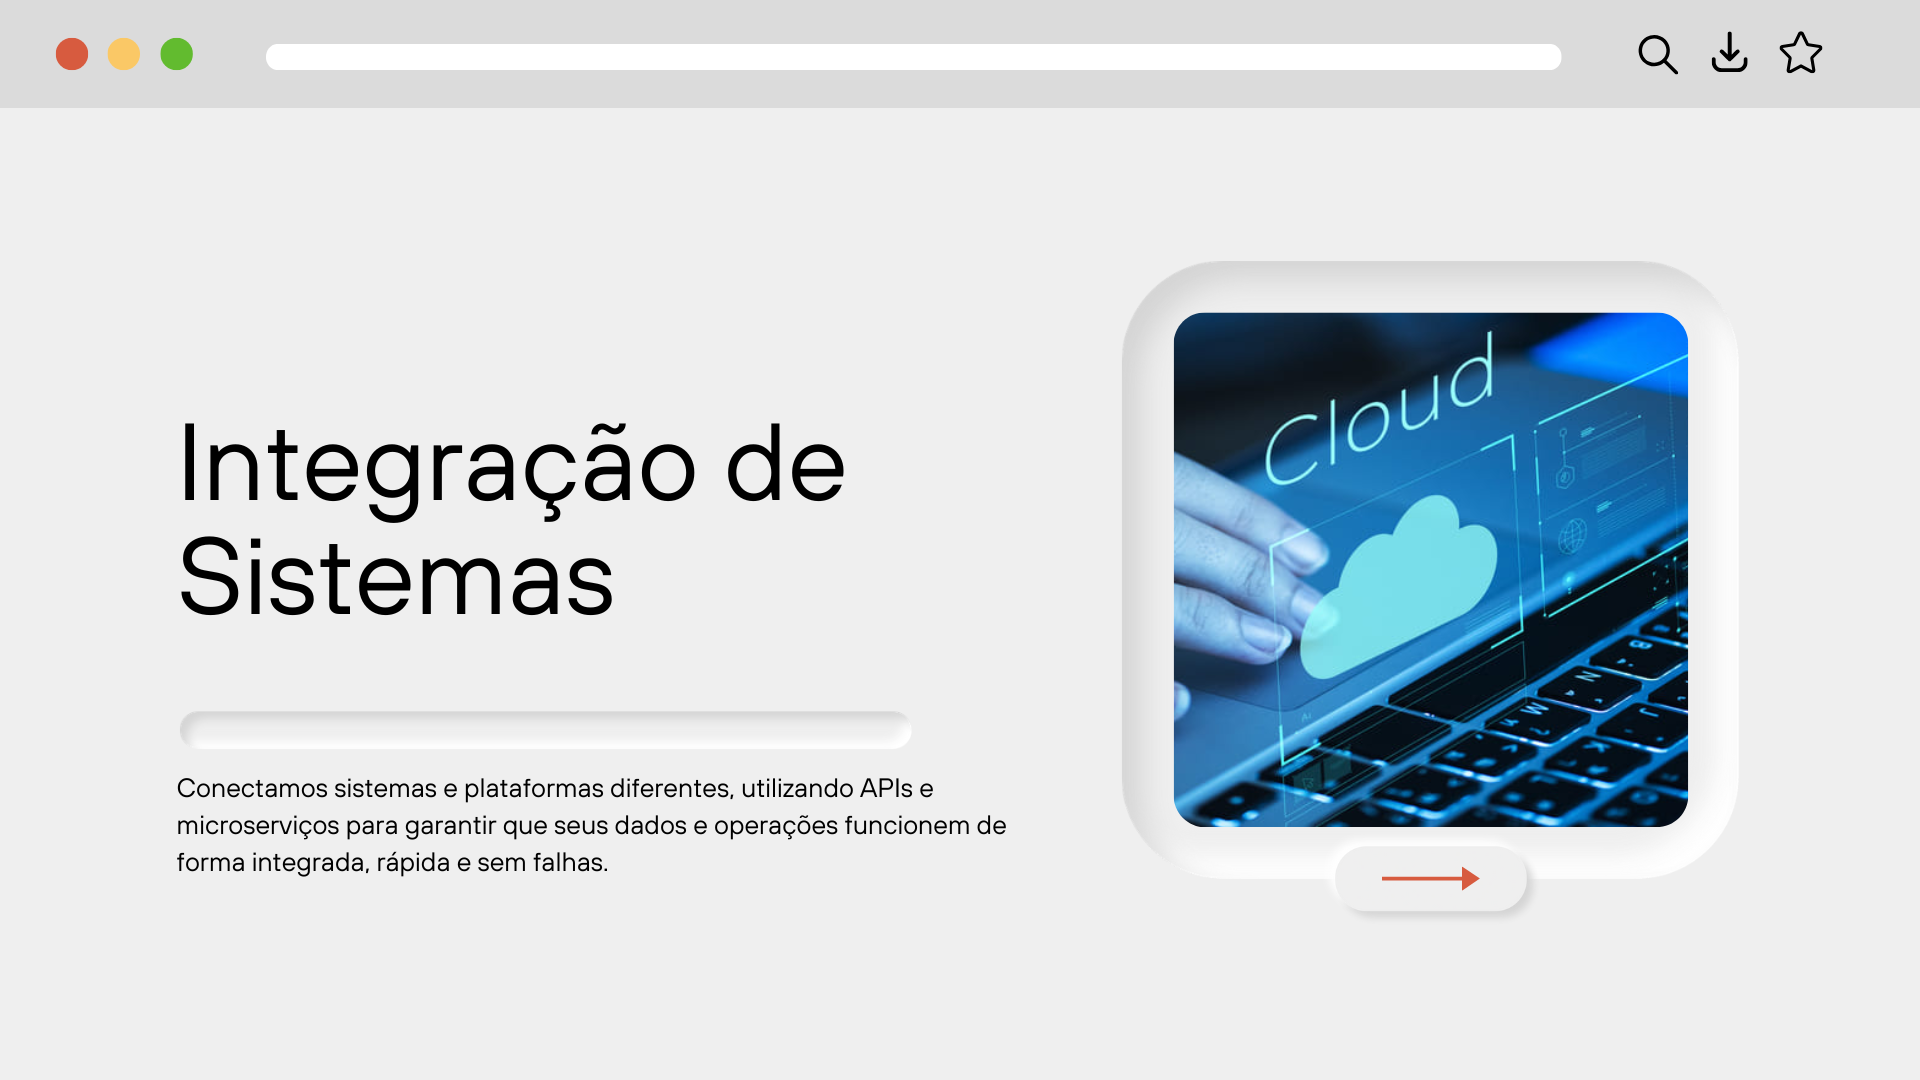 Integração de
Sistemas
Conectamos sistemas e plataformas diferentes, utilizando APIs e
microserviços para garantir que seus dados e operações funcionem de
forma integrada, rápida e sem falhas.
Cloud
B
N
M
J
K